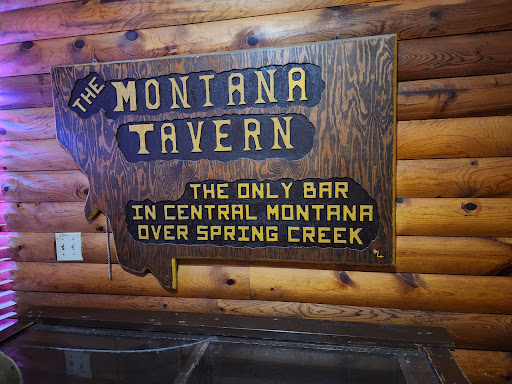 THE MONTANA
TAVERN
THE ONLY BAR
IN CENTRAL MONTANA
OVER SPRING CREEK